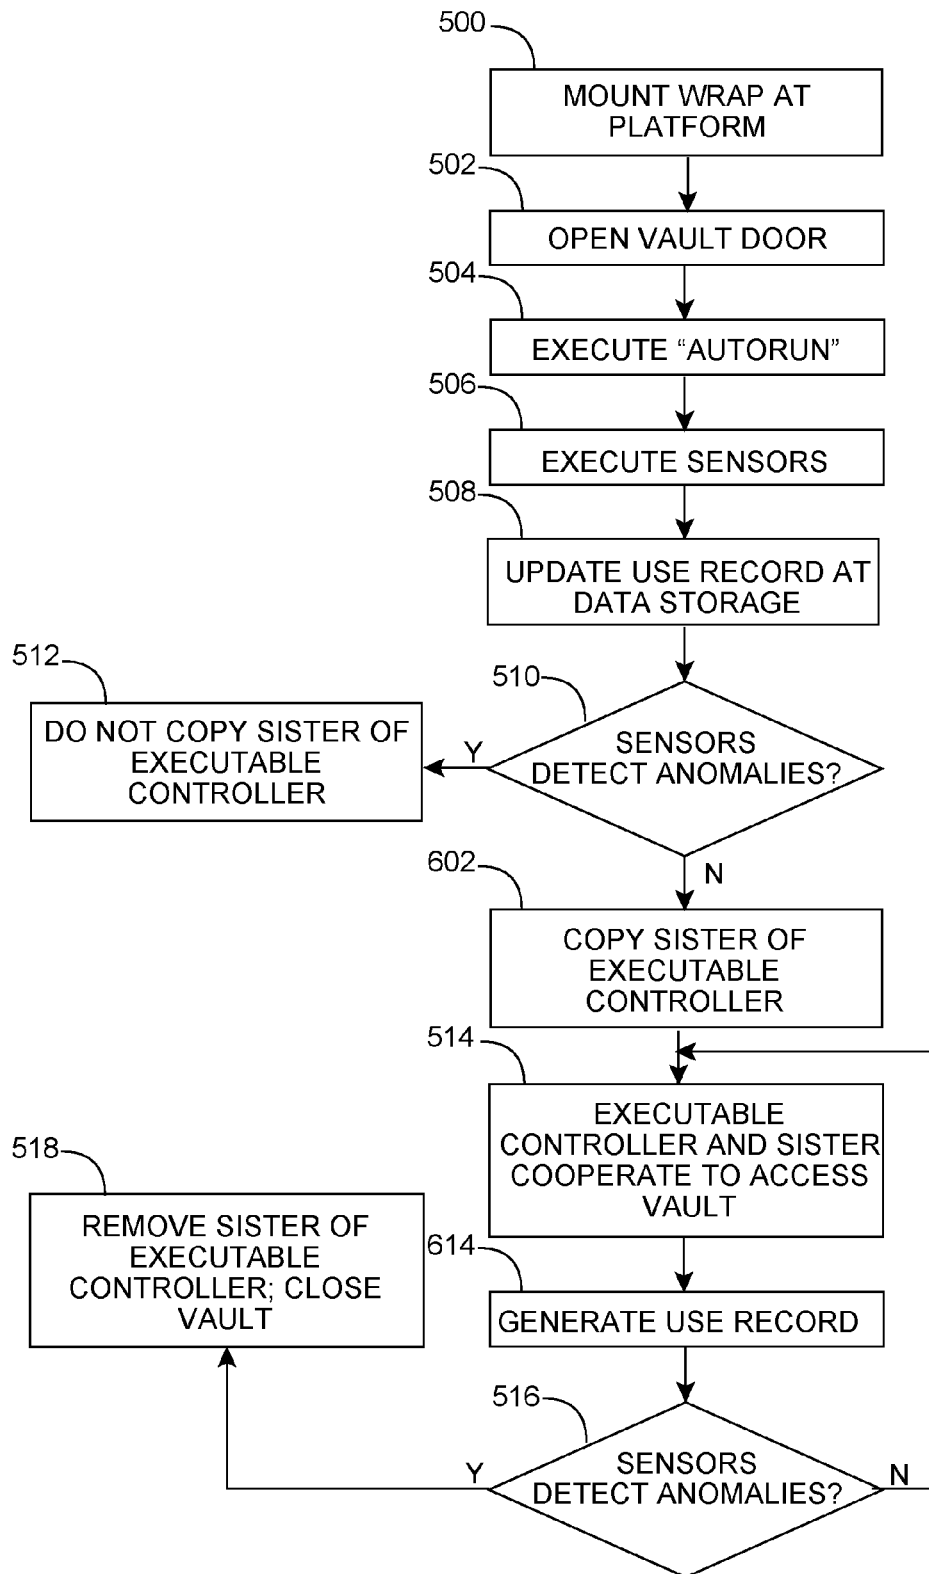 500
MOUNT WRAP AT
PLATFORM
502
OPEN VAULT DOOR
504
EXECUTE “AUTORUN”
506
EXECUTE SENSORS
508
UPDATE USE RECORD AT
DATA STORAGE
510
SENSORS
DETECT ANOMALIES?
Y
N
512
DO NOT COPY SISTER OF
EXECUTABLE
CONTROLLER
602
COPY SISTER OF
EXECUTABLE
CONTROLLER
514
EXECUTABLE
CONTROLLER AND SISTER
COOPERATE TO ACCESS
VAULT
614
GENERATE USE RECORD
516
SENSORS
DETECT ANOMALIES?
Y
N
518
REMOVE SISTER OF
EXECUTABLE
CONTROLLER; CLOSE
VAULT